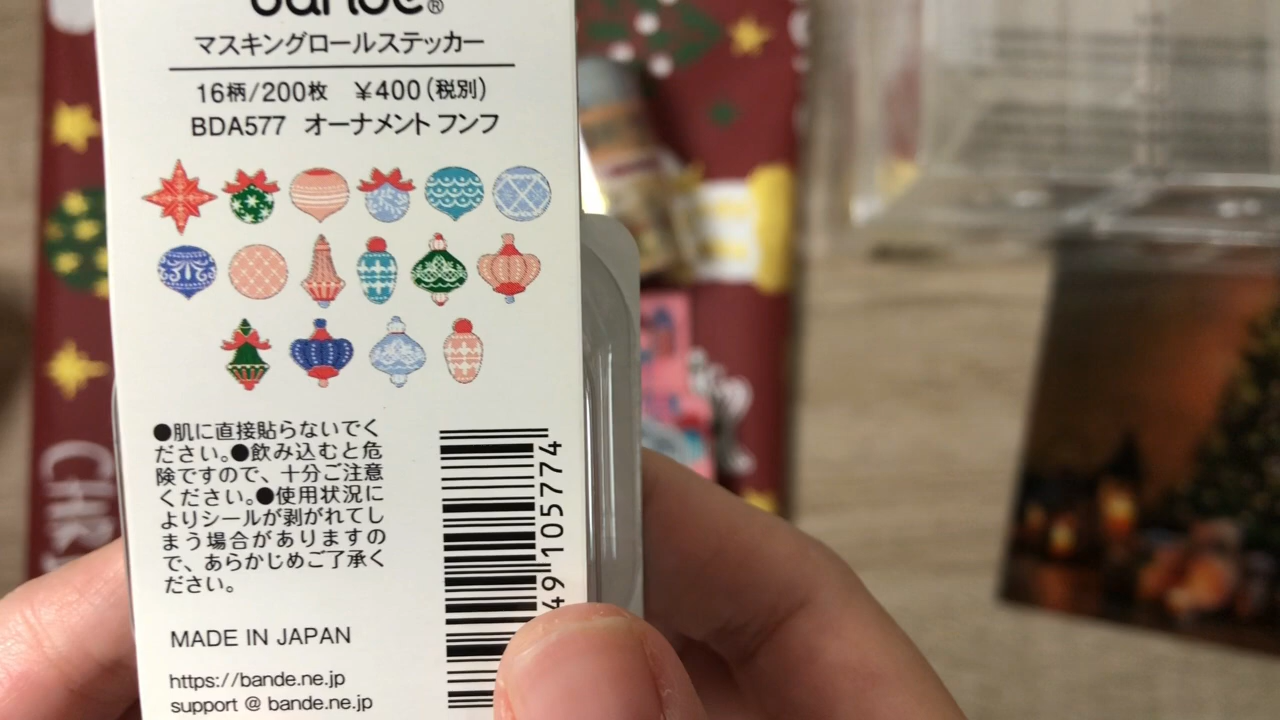 bande®
マスキングロールステッカー
16柄/200枚 ¥400(税別)
BDA577 オーナメント フンフ
●肌に直接貼らないでく
ださい。●飲み込むと危
険ですので、十分ご注意
ください。●使用状況に
よりシールが剥がれてし
まう場合がありますの
で、あらかじめご了承く
ださい。
49105774
MADE IN JAPAN
https://bande.ne.jp
support @ bande.ne.jp
CHR